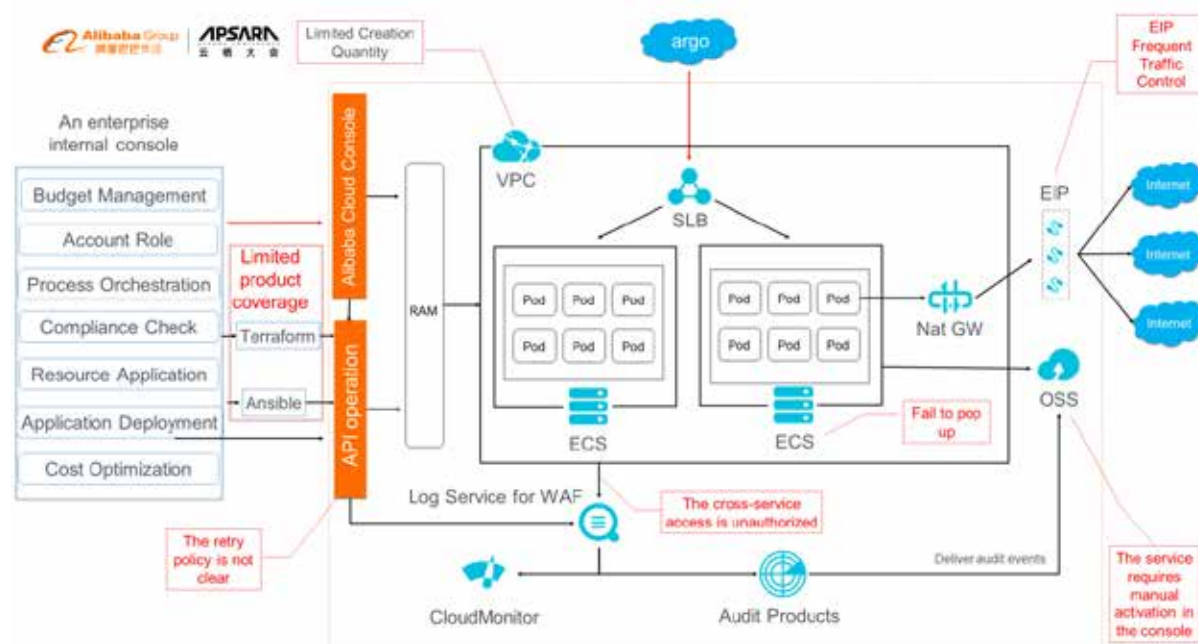 Alibaba Group
APSARA
云栖大会
Limited Creation
Quantity
argo
EIP
Frequent
Traffic
Control
An enterprise
internal console
Budget Management
Account Role
Process Orchestration
Compliance Check
Resource Application
Application Deployment
Cost Optimization
Limited
product
coverage
Terraform
Ansible
Alibaba Cloud Console
API operation
RAM
VPC
SLB
Pod Pod Pod
Pod Pod Pod
ECS
Pod Pod Pod
Pod Pod Pod
ECS
Fail to pop
up
Nat GW
EIP
Internet
Internet
Internet
OSS
Log Service for WAF
The cross-service
access is unauthorized
The retry
policy is not
clear
CloudMonitor
Audit Products
Deliver audit events
The service
requires
manual
activation in
the console